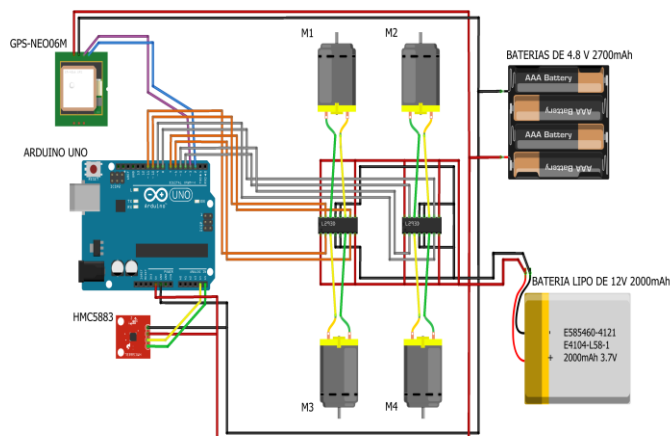 GPS-NEO06M
M1
M2
BATERIAS DE 4.8 V 2700mAh
AAA Battery
AAA Battery
AAA Battery
AAA Battery
ARDUINO UNO
UNO
Arduino
L293D
L293D
HMC5883
BATERIA LIPO DE 12V 2000mAh
- E585460-4121
E4104-L58-1
+ 2000mAh 3.7V
M3
M4